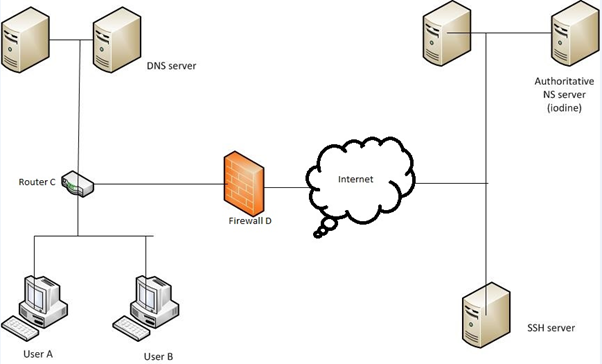 DNS server
Authoritative
NS server
(iodine)
Router C
Internet
Firewall D
SSH server
User A
User B